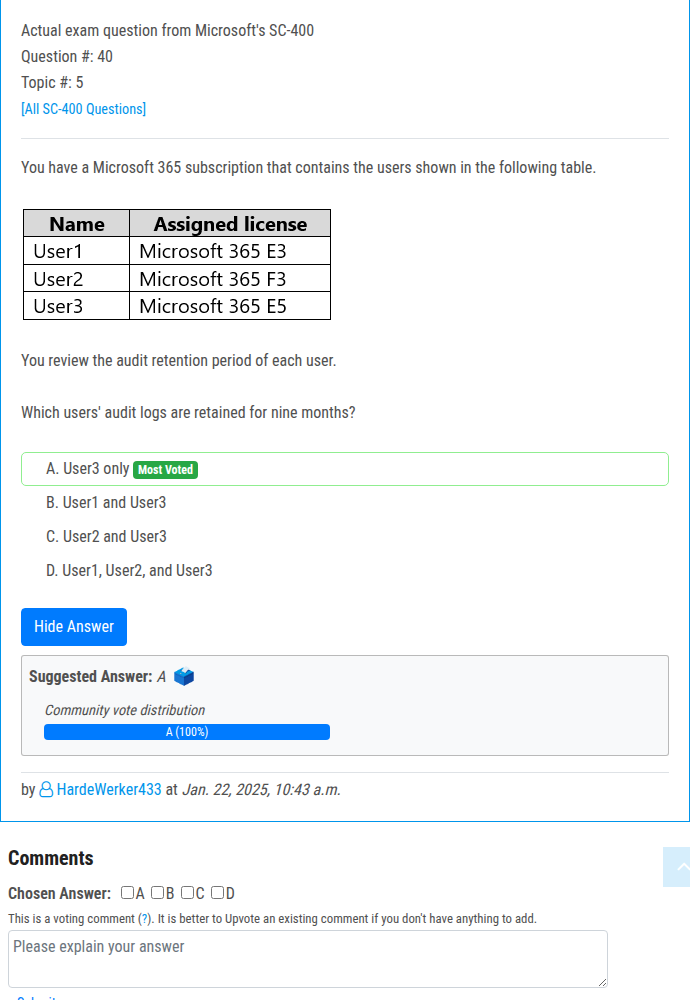 Actual exam question from Microsoft's SC-400
Question #: 40
Topic #: 5
[All SC-400 Questions]
You have a Microsoft 365 subscription that contains the users shown in the following table.
Name Assigned license
User1 Microsoft 365 E3
User2 Microsoft 365 F3
User3 Microsoft 365 E5
You review the audit retention period of each user.
Which users' audit logs are retained for nine months?
A. User3 only Most Voted
B. User1 and User3
C. User2 and User3
D. User1, User2, and User3
Hide Answer
Suggested Answer: A
Community vote distribution
A (100%)
by HardeWerker433 at Jan. 22, 2025, 10:43 a.m.
Comments
Chosen Answer: A B C D
This is a voting comment (?). It is better to Upvote an existing comment if you don't have anything to add.
Please explain your answer